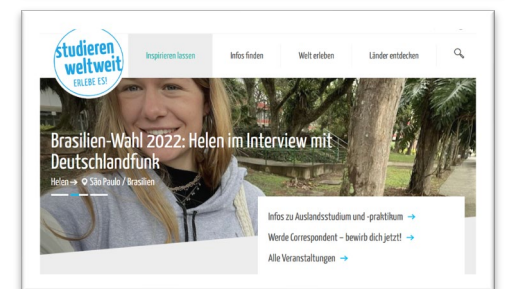 studieren
weltweit
ERLEBE ES!
Inspirieren lassen
Infos finden
Welt erleben
Länder entdecken
Brasilien-Wahl 2022: Helen im Interview mit
Deutschlandfunk
Helen → São Paulo / Brasilien
Infos zu Auslandsstudium und -praktikum →
Werde Correspondent – bewirb dich jetzt! →
Alle Veranstaltungen →